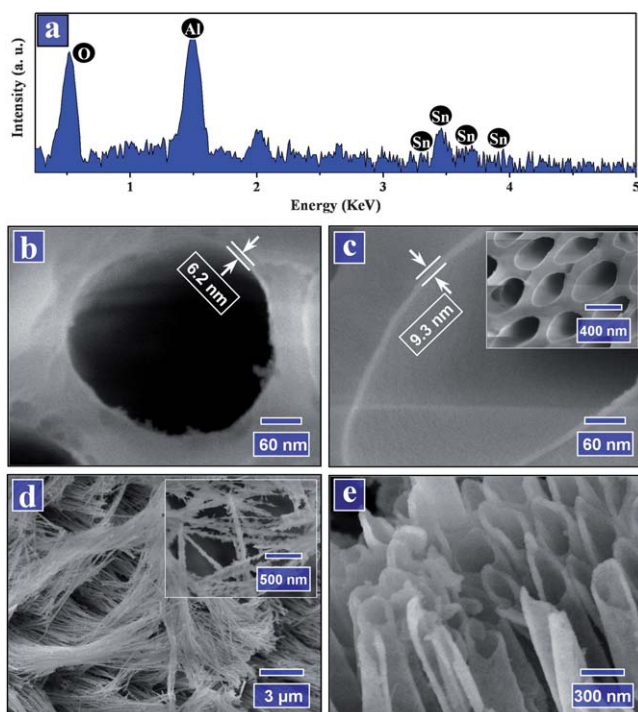 a
Intensity (a. u.)
O
Al
Sn
Sn
Sn
Sn
1
2
3
4
5
Energy (KeV)
b
6.2 nm
60 nm
c
9.3 nm
400 nm
60 nm
d
500 nm
3 µm
e
300 nm